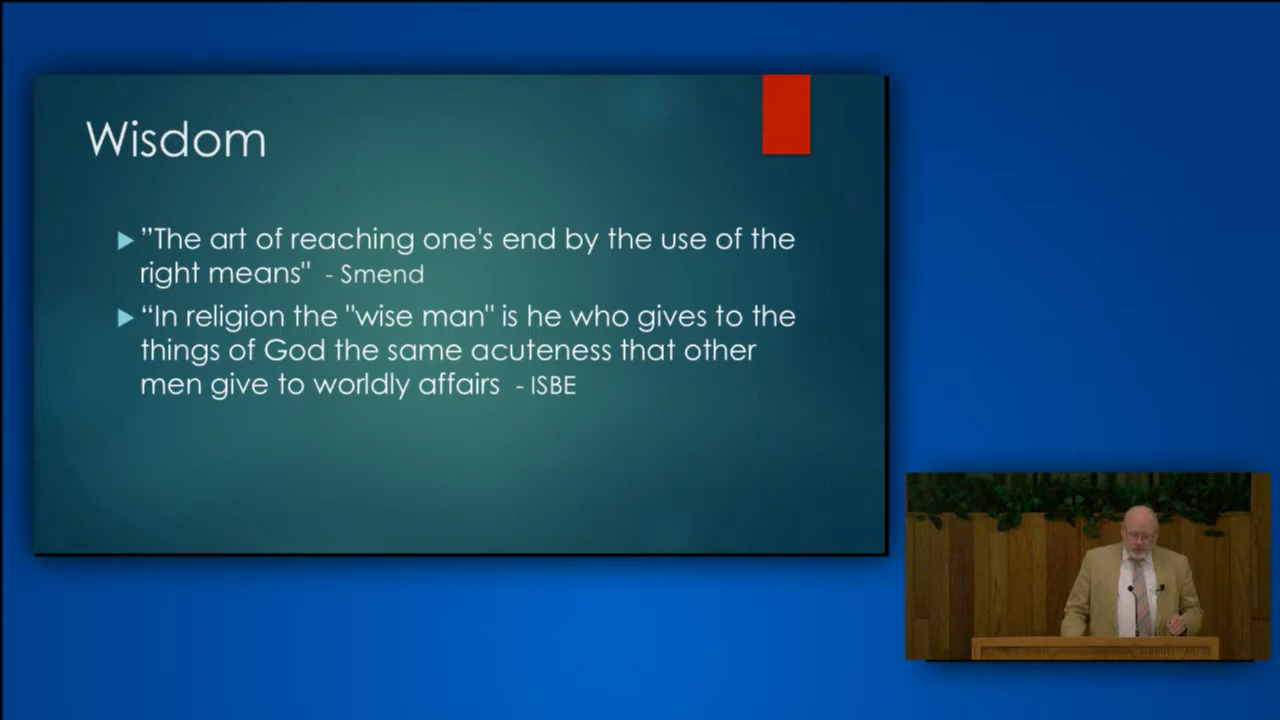 Wisdom
”The art of reaching one's end by the use of the
right means" - Smend
“In religion the "wise man" is he who gives to the
things of God the same acuteness that other
men give to worldly affairs - ISBE